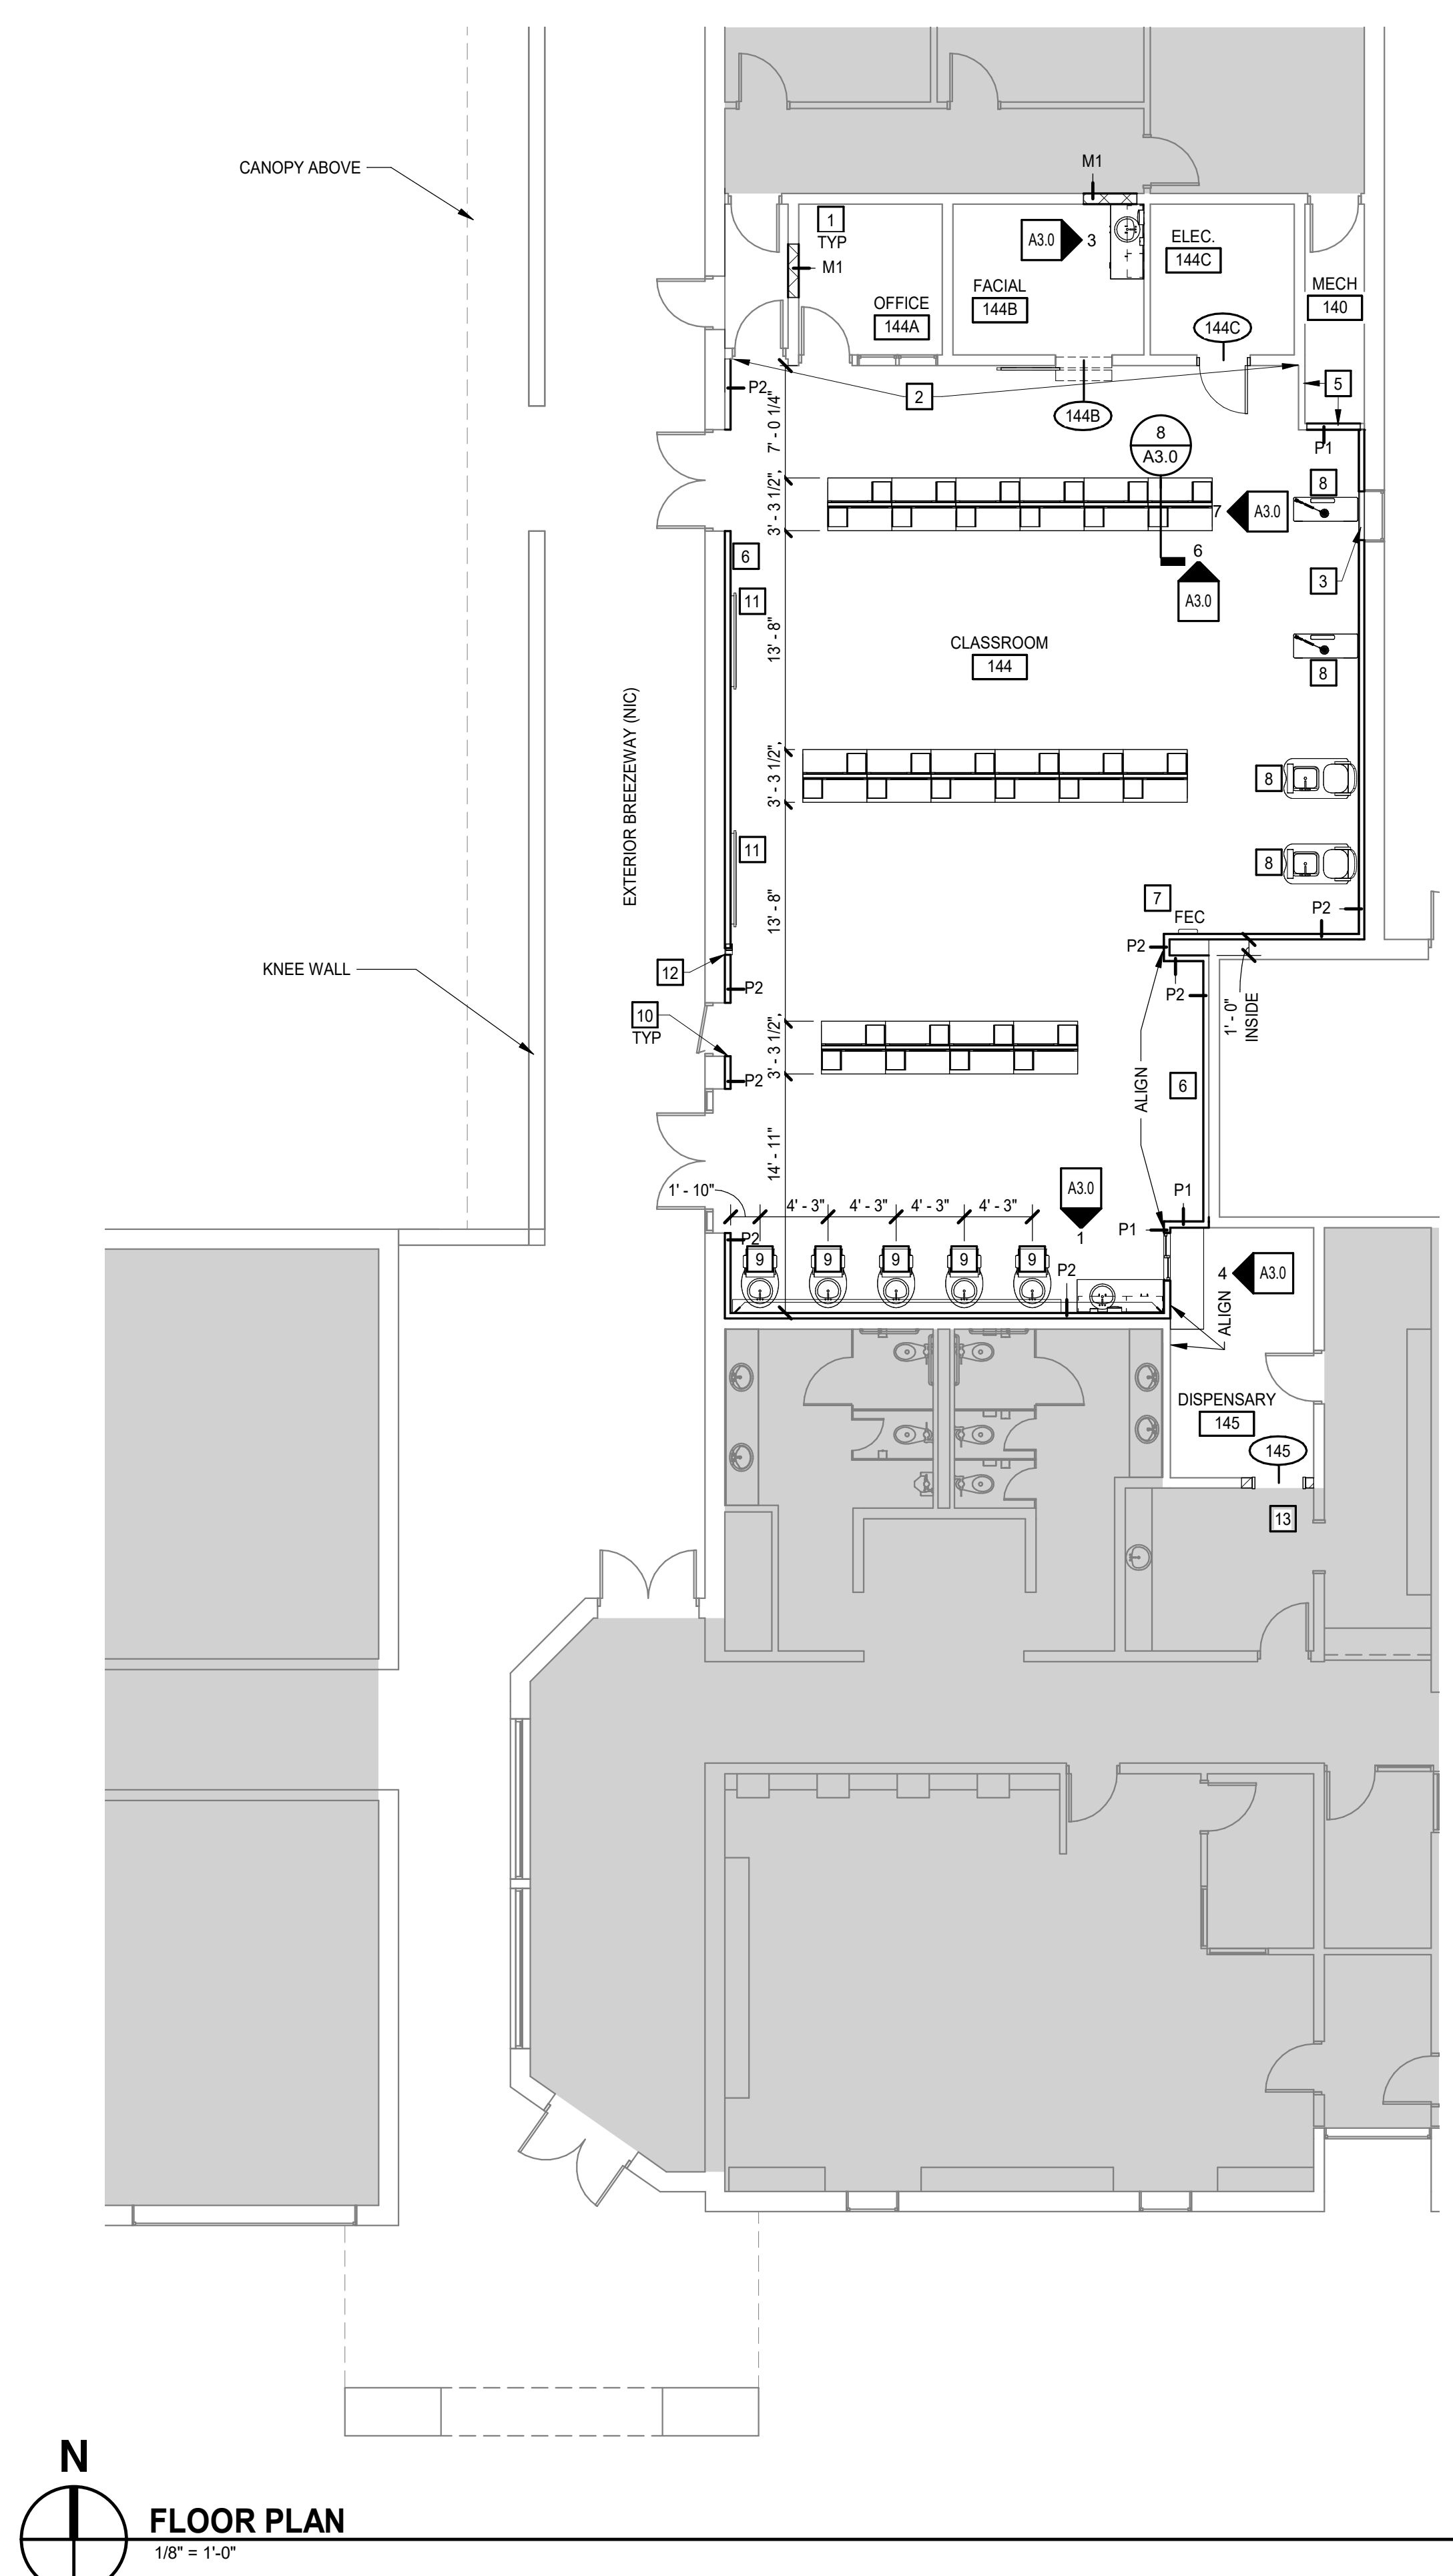 CANOPY ABOVE
M1
1
TYP
A3.0
3
ELEC.
144C
M1
MECH
140
FACIAL
144B
OFFICE
144A
144C
P2
2
5
144B
7' - 0 1/4"
8
A3.0
P1
8
3' - 3 1/2"
7
A3.0
6
6
A3.0
3
11
13' - 8"
CLASSROOM
144
8
EXTERIOR BREEZEWAY (NIC)
3' - 3 1/2"
8
11
8
13' - 8"
7
FEC
P2
P2
KNEE WALL
12
P2
P2
10
TYP
1' - 0"
INSIDE
3' - 3 1/2"
P2
ALIGN
6
14' - 11"
1' - 10"
4' - 3"
4' - 3"
4' - 3"
4' - 3"
A3.0
1
P1
P1
P2
9
9
9
9
9
P2
4
A3.0
ALIGN
DISPENSARY
145
145
13
N
FLOOR PLAN
1/8" = 1'-0"